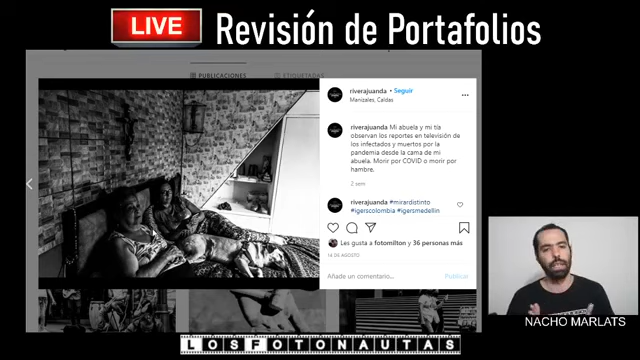 LIVE Revisión de Portafolios
PUBLICACIONES ETIQUETADAS
riverajuanda • Seguir
Manizales, Caldas
riverajuanda Mi abuela y mi tía
observan los reportes en televisión de
los infectados y muertos por la
pandemia desde la cama de mi
abuela. Morir por COVID o morir por
hambre.
2 sem
riverajuanda #mirardistinto
#igerscolombia #igersmedellin
Les gusta a fotomilton y 36 personas más
14 DE AGOSTO
Añade un comentario...
Publicar
NACHO MARLATS
LOSFOTONAUTAS